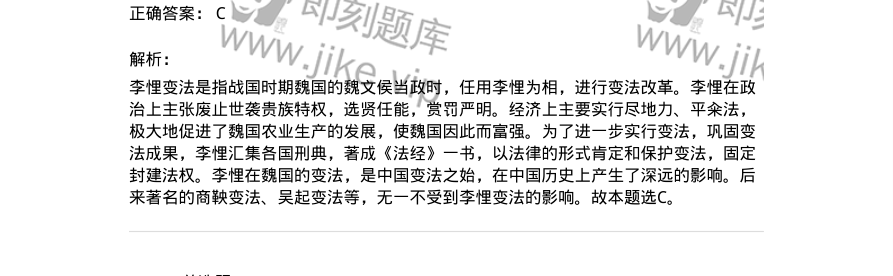 正确答案： C
即刻题库
www.jike.vip
www.ji
解析：
李悝变法是指战国时期魏国的魏文侯当政时，任用李悝为相，进行变法改革。李悝在政
治上主张废止世袭贵族特权，选贤任能，赏罚严明。经济上主要实行尽地力、平籴法，
极大地促进了魏国农业生产的发展，使魏国因此而富强。为了进一步实行变法，巩固变
法成果，李悝汇集各国刑典，著成《法经》一书，以法律的形式肯定和保护变法，固定
封建法权。李悝在魏国的变法，是中国变法之始，在中国历史上产生了深远的影响。后
来著名的商鞅变法、吴起变法等，无一不受到李悝变法的影响。故本题选C。